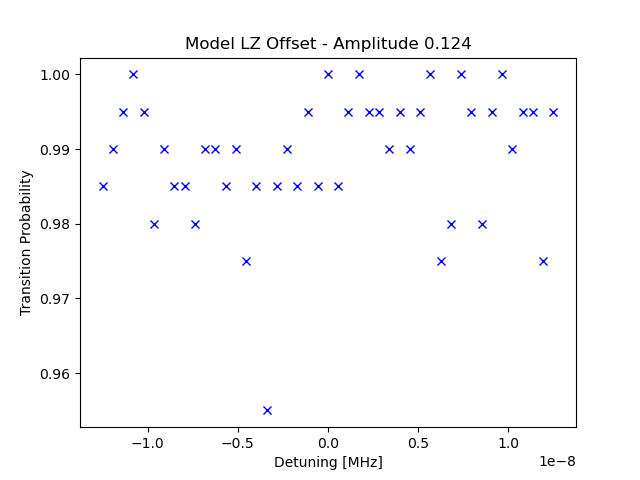 Model LZ Offset - Amplitude 0.124
1.00
0.99
0.98
0.97
0.96
Transition Probability
−1.0 −0.5 0.0 0.5 1.0
1e−8
Detuning [MHz]